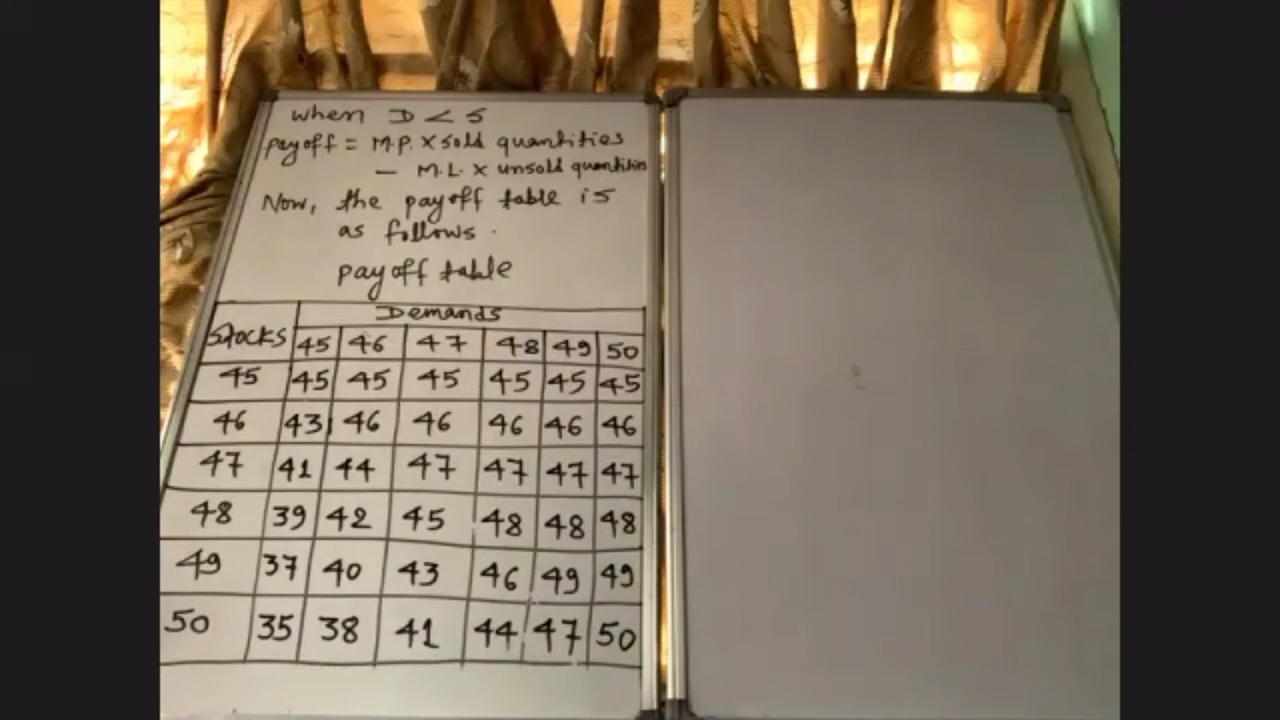 when D < S
payoff = M.P. x sold quantities
- M.L. x unsold quantities
Now, the payoff table is
as follows.
payoff table
Stocks Demands
45 46 47 48 49 50
45 45 45 45 45 45 45
46 43 46 46 46 46 46
47 41 44 47 47 47 47
48 39 42 45 48 48 48
49 37 40 43 46 49 49
50 35 38 41 44 47 50